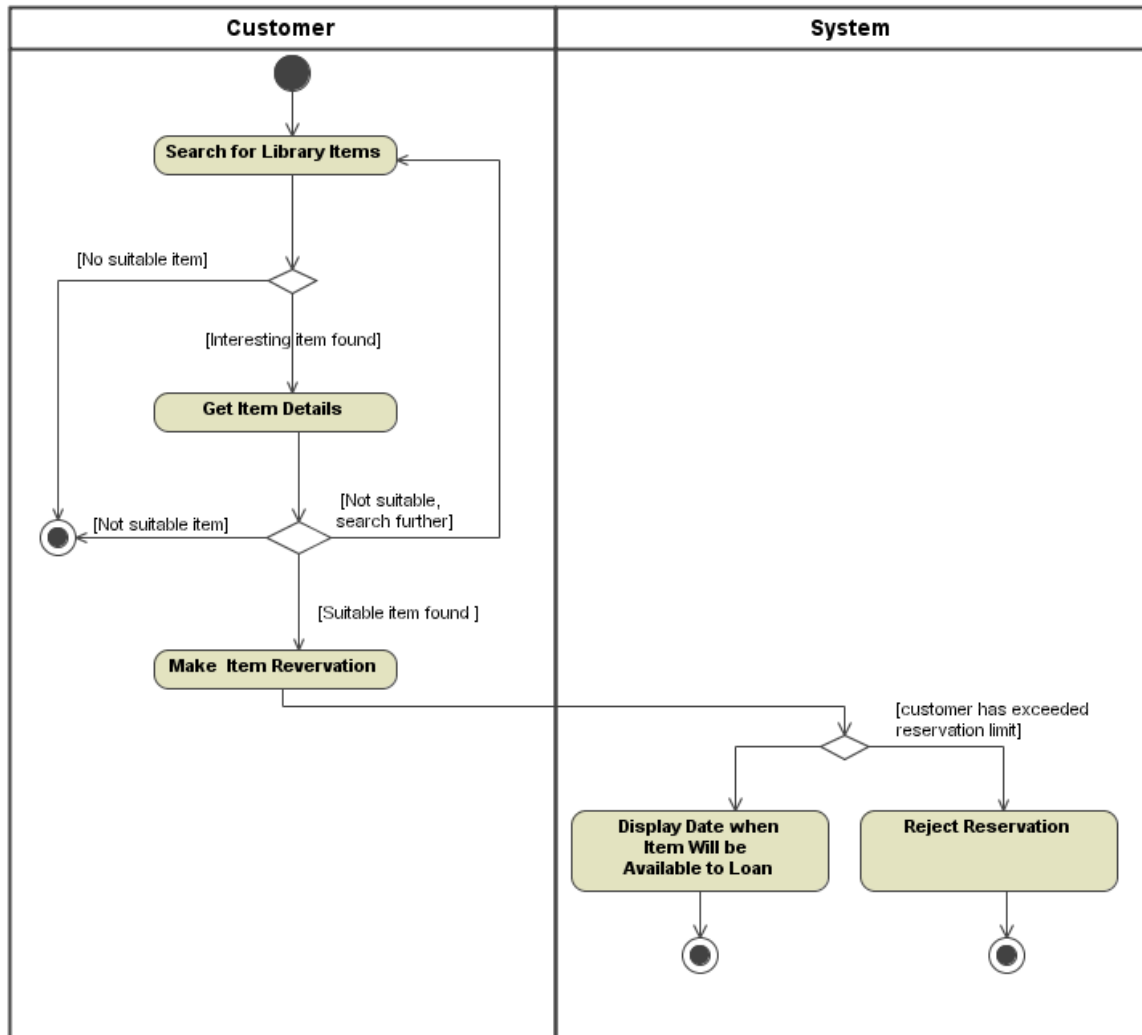 Customer
System
Search for Library Items
[No suitable item]
[Interesting item found]
Get Item Details
[Not suitable,
search further]
[Not suitable item]
[Suitable item found ]
Make  Item Revervation
[customer has exceeded
reservation limit]
Display Date when
Item Will be
Available to Loan
Reject Reservation